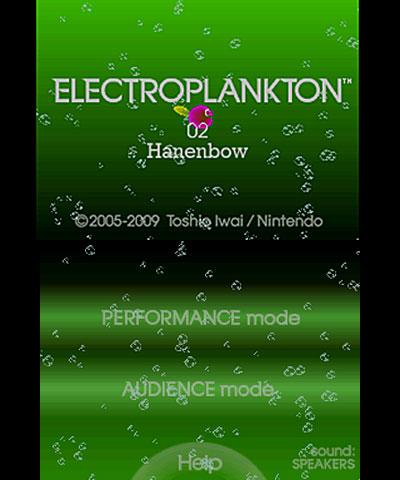 ELECTROPLANKTON™
02
Hanenbow
©2005-2009 Toshio Iwai / Nintendo
PERFORMANCE mode
AUDIENCE mode
Help
sound:
SPEAKERS